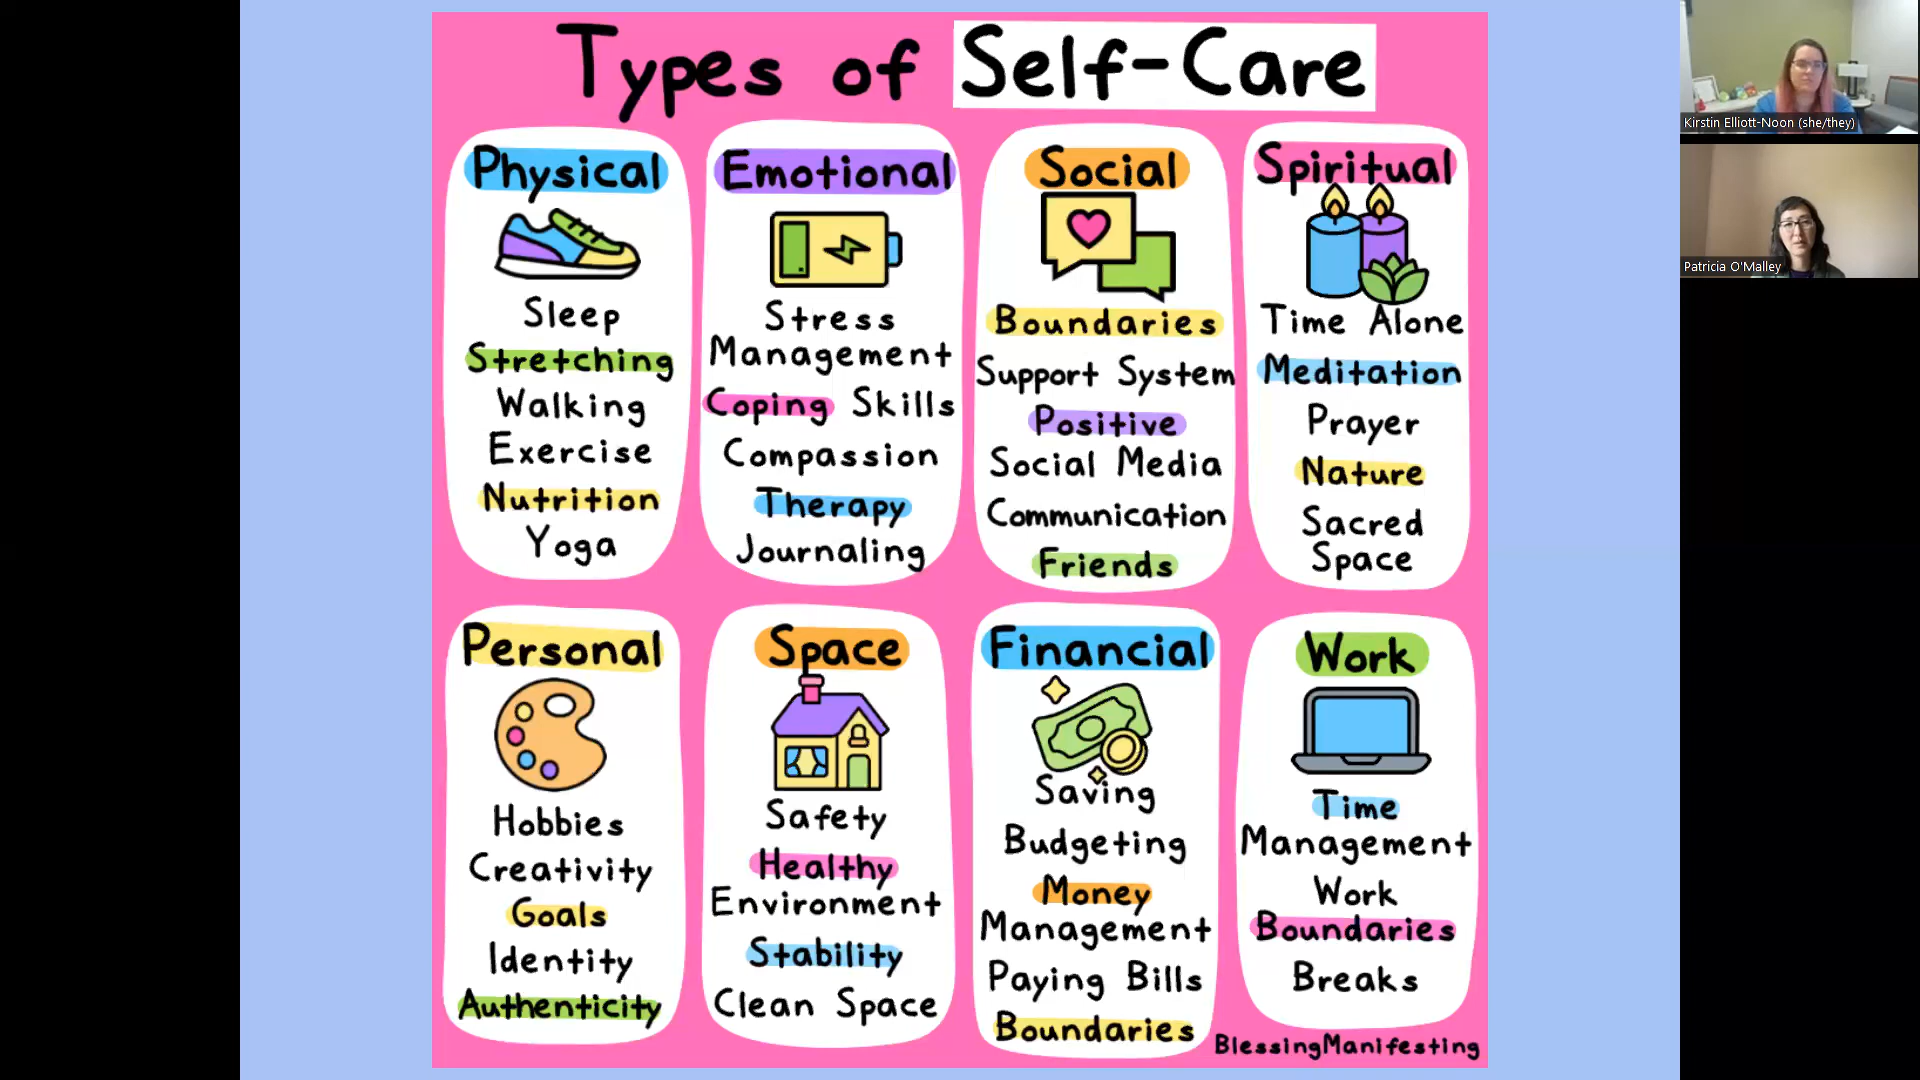 Types of Self-Care
Physical
Sleep
Stretching
Walking
Exercise
Nutrition
Yoga
Emotional
Stress
Management
Coping Skills
Compassion
Therapy
Journaling
Social
Boundaries
Support System
Positive
Social Media
Communication
Friends
Spiritual
Time Alone
Meditation
Prayer
Nature
Sacred
Space
Personal
Hobbies
Creativity
Goals
Identity
Authenticity
Space
Safety
Healthy
Environment
Stability
Clean Space
Financial
Saving
Budgeting
Money
Management
Paying Bills
Boundaries
Work
Time
Management
Work
Boundaries
Breaks
BlessingManifesting
Kirstin Elliott-Noon (she/they)
Patricia O'Malley